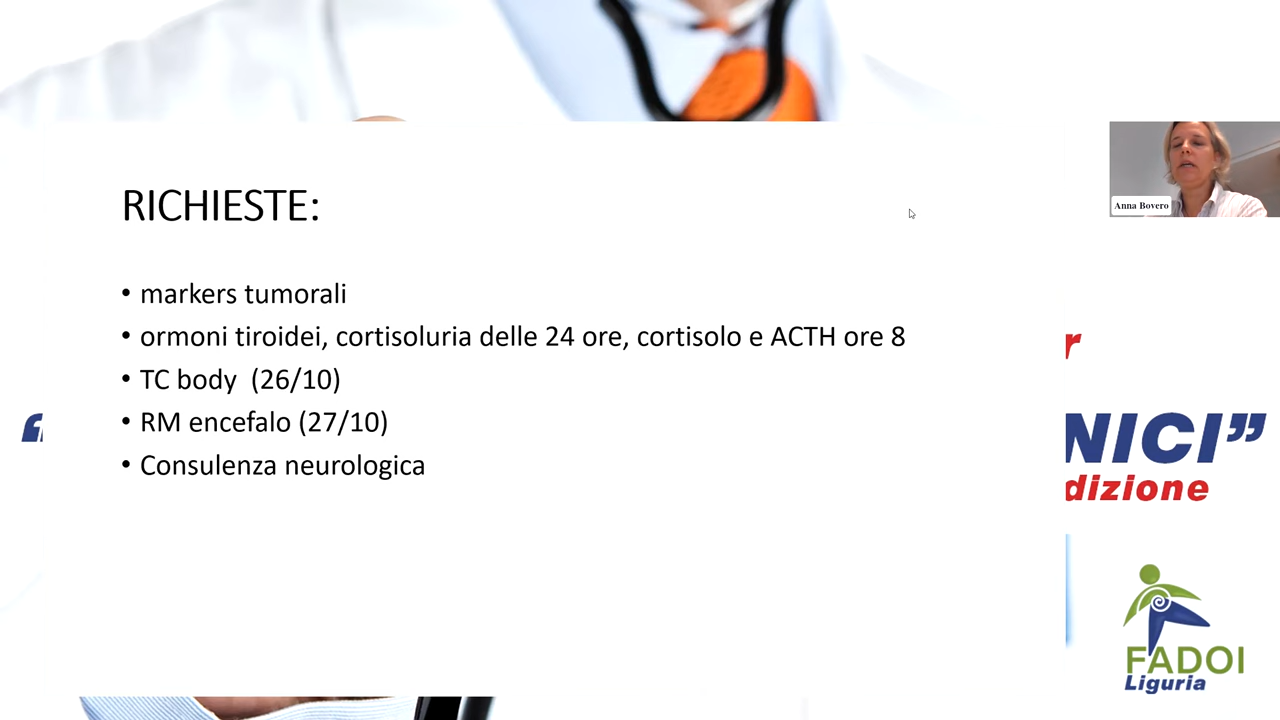 RICHIESTE:
Anna Bovero
• markers tumorali
• ormoni tiroidei, cortisoluria delle 24 ore, cortisolo e ACTH ore 8
• TC body (26/10)
• RM encefalo (27/10)
• Consulenza neurologica
r
“
NICI”
dizione
FADOI
Liguria